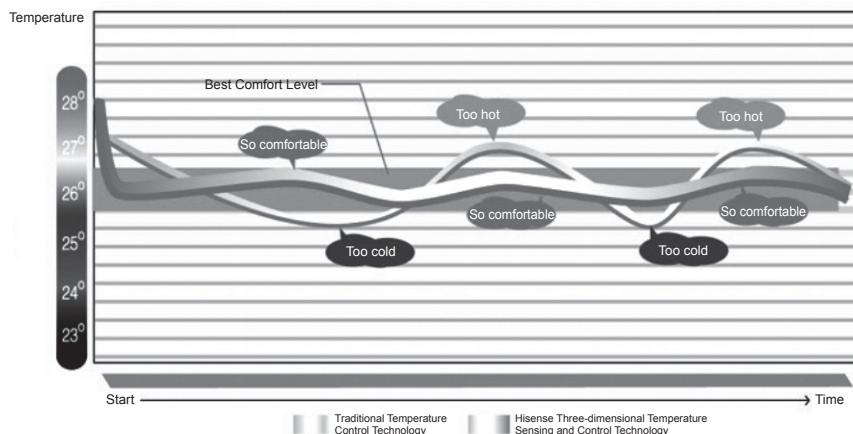 Temperature
Best Comfort Level
28°
27°
26°
25°
24°
23°
Too hot
Too hot
So comfortable
So comfortable
So comfortable
Too cold
Too cold
Start
Time
Traditional Temperature
Control Technology
Hisense Three-dimensional Temperature
Sensing and Control Technology